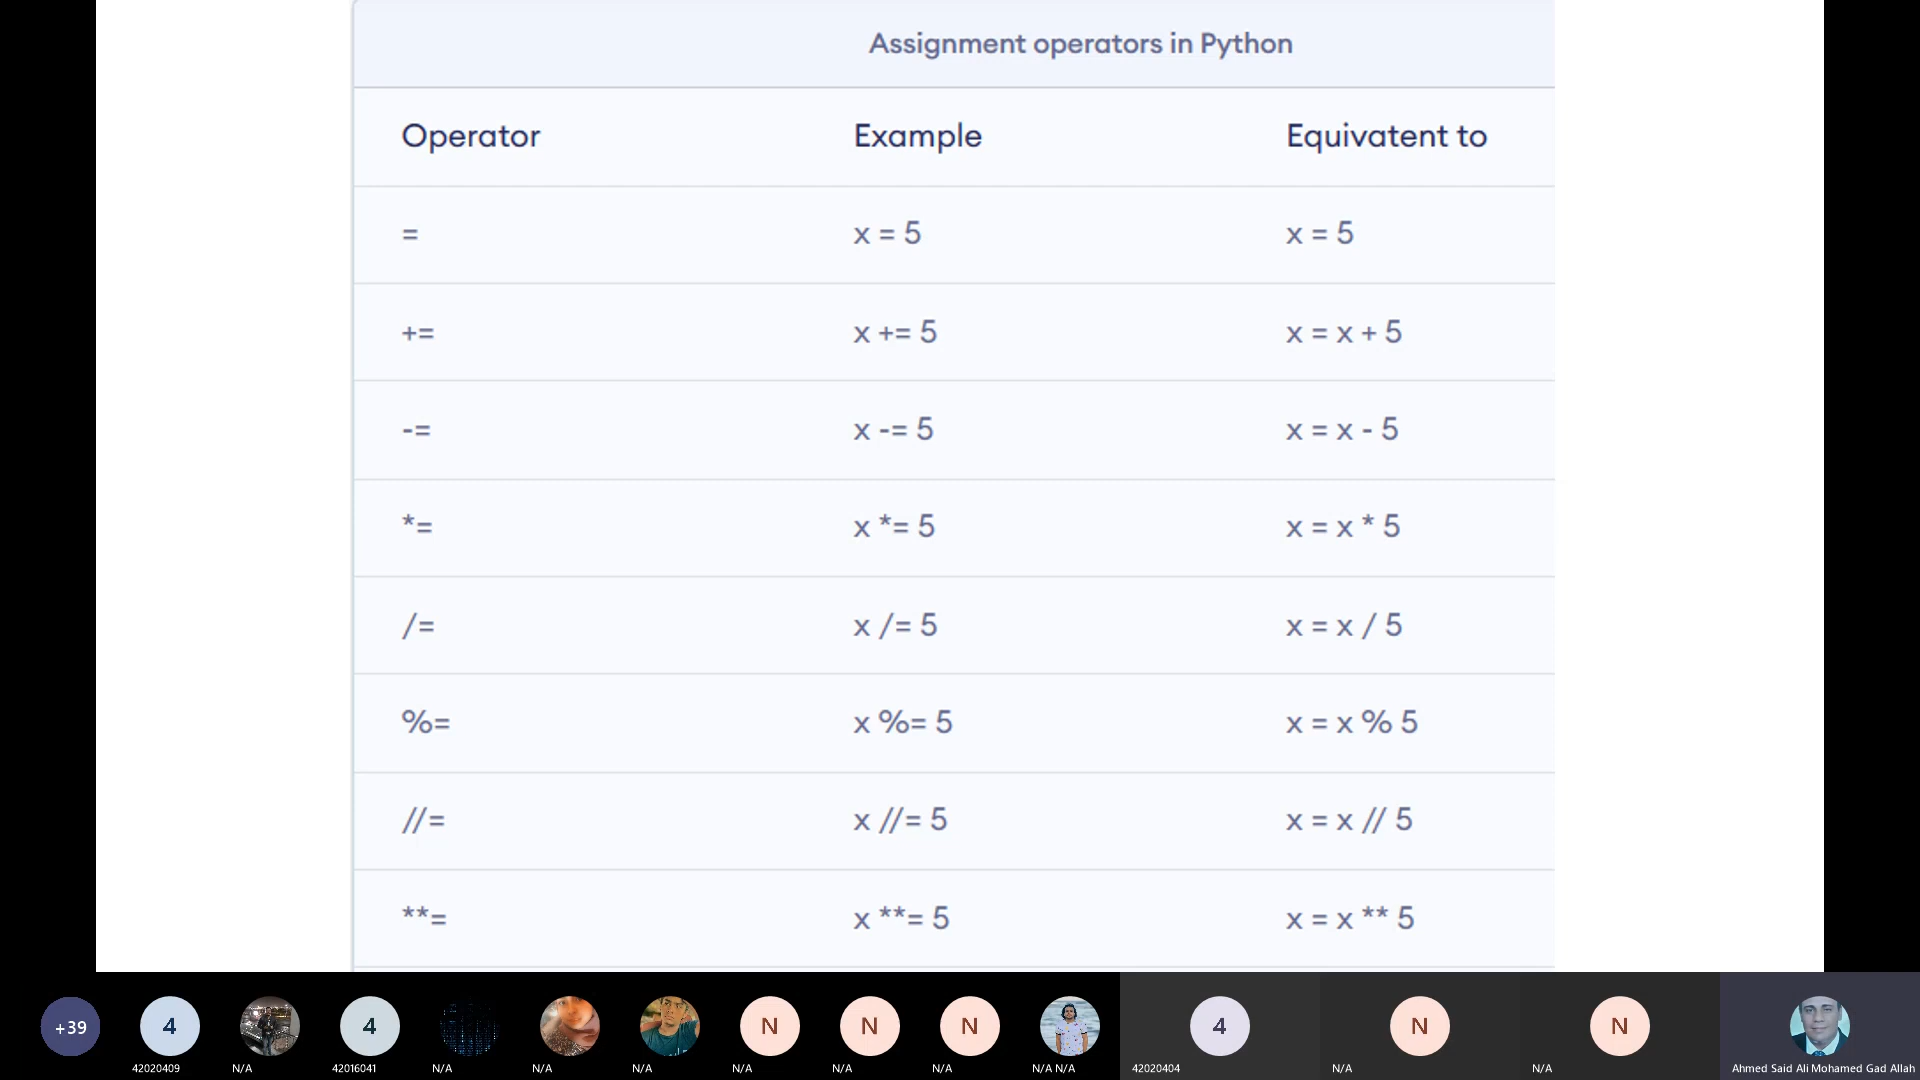 Assignment operators in Python
Operator Example Equivatent to
= x = 5 x = 5
+= x += 5 x = x + 5
-= x -= 5 x = x - 5
*= x *= 5 x = x * 5
/= x /= 5 x = x / 5
%= x %= 5 x = x % 5
//= x //= 5 x = x // 5
**= x **= 5 x = x ** 5
+39 4 4 N N N 4 N N
42020409 N/A 42016041 N/A N/A N/A N/A N/A N/A N/A N/A 42020404 N/A N/A Ahmed Said Ali Mohamed Gad Allah